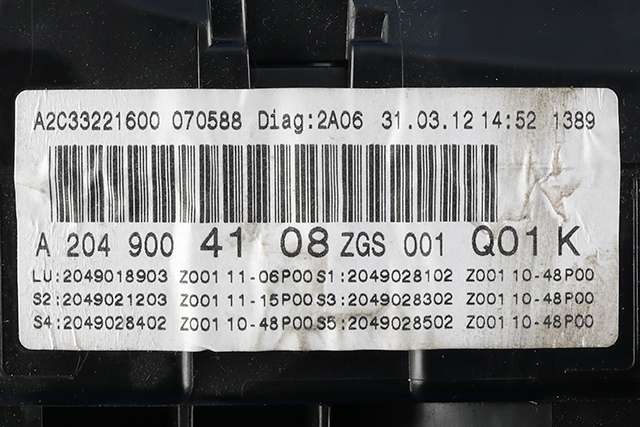 A2C33221600 070588 Diag:2A06 31.03.12 14:52 1389
A 204 900 41 08 ZGS 001 Q01 K
LU:2049018903 Z001 11-06P00 S1:2049028102 Z001 10-48P00
S2:2049021203 Z001 11-15P00 S3:2049028302 Z001 10-48P00
S4:2049028402 Z001 10-48P00 S5:2049028502 Z001 10-48P00